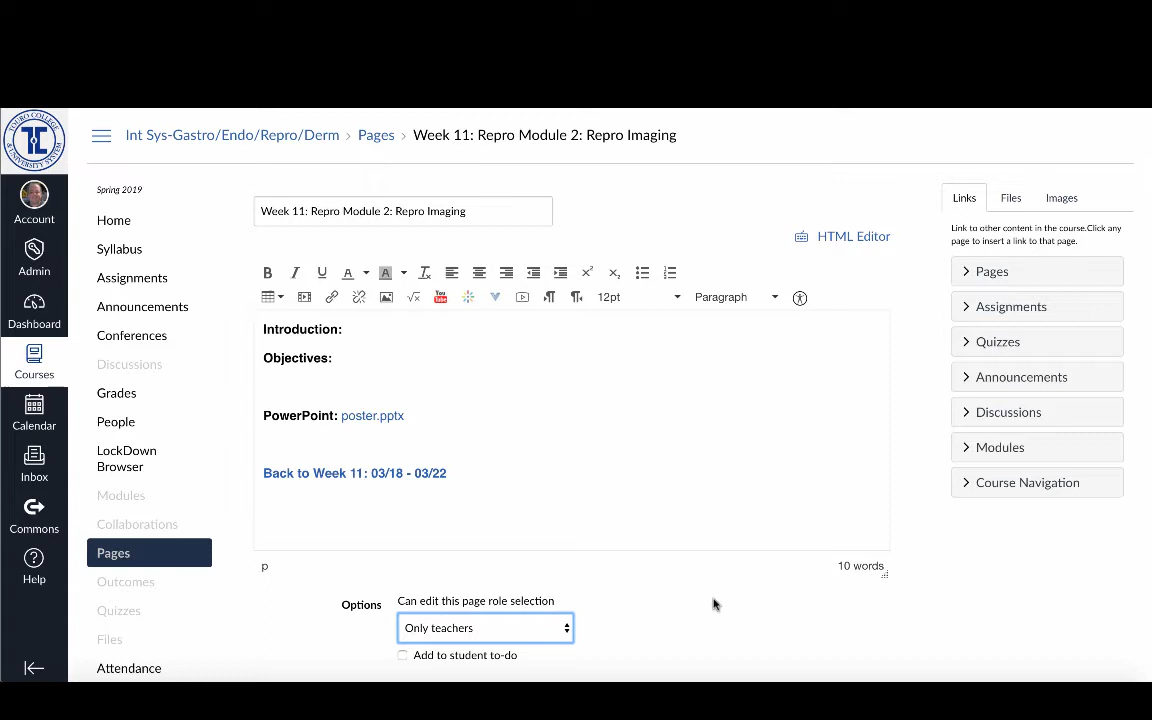 Int Sys-Gastro/Endo/Repro/Derm › Pages › Week 11: Repro Module 2: Repro Imaging
Account
Admin
Dashboard
Courses
Calendar
Inbox
Commons
Help
Spring 2019
Home
Syllabus
Assignments
Announcements
Conferences
Discussions
Grades
People
LockDown
Browser
Modules
Collaborations
Pages
Outcomes
Quizzes
Files
Attendance
Week 11: Repro Module 2: Repro Imaging
HTML Editor
12pt
Paragraph
Introduction:
Objectives:
PowerPoint: poster.pptx
Back to Week 11: 03/18 - 03/22
p
10 words
Options
Can edit this page role selection
Only teachers
Add to student to-do
Links Files Images
Link to other content in the course.Click any
page to insert a link to that page.
Pages
Assignments
Quizzes
Announcements
Discussions
Modules
Course Navigation